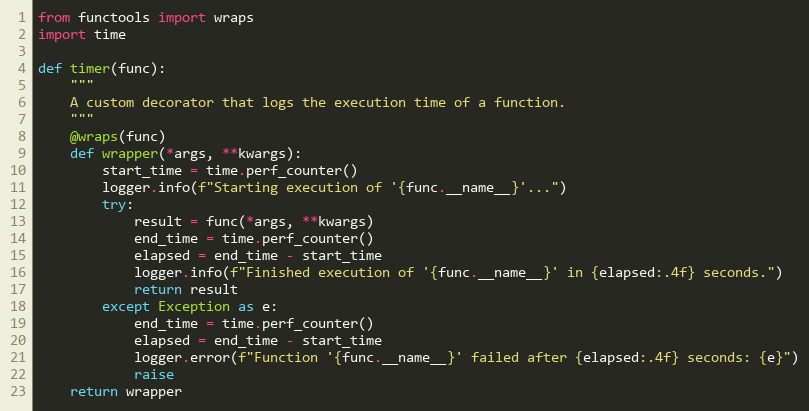 1 from functools import wraps
2 import time
3
4 def timer(func):
5     """
6     A custom decorator that logs the execution time of a function.
7     """
8     @wraps(func)
9     def wrapper(*args, **kwargs):
10         start_time = time.perf_counter()
11         logger.info(f"Starting execution of '{func.__name__}'...")
12         try:
13             result = func(*args, **kwargs)
14             end_time = time.perf_counter()
15             elapsed = end_time - start_time
16             logger.info(f"Finished execution of '{func.__name__}' in {elapsed:.4f} seconds.")
17             return result
18         except Exception as e:
19             end_time = time.perf_counter()
20             elapsed = end_time - start_time
21             logger.error(f"Function '{func.__name__}' failed after {elapsed:.4f} seconds: {e}")
22             raise
23     return wrapper